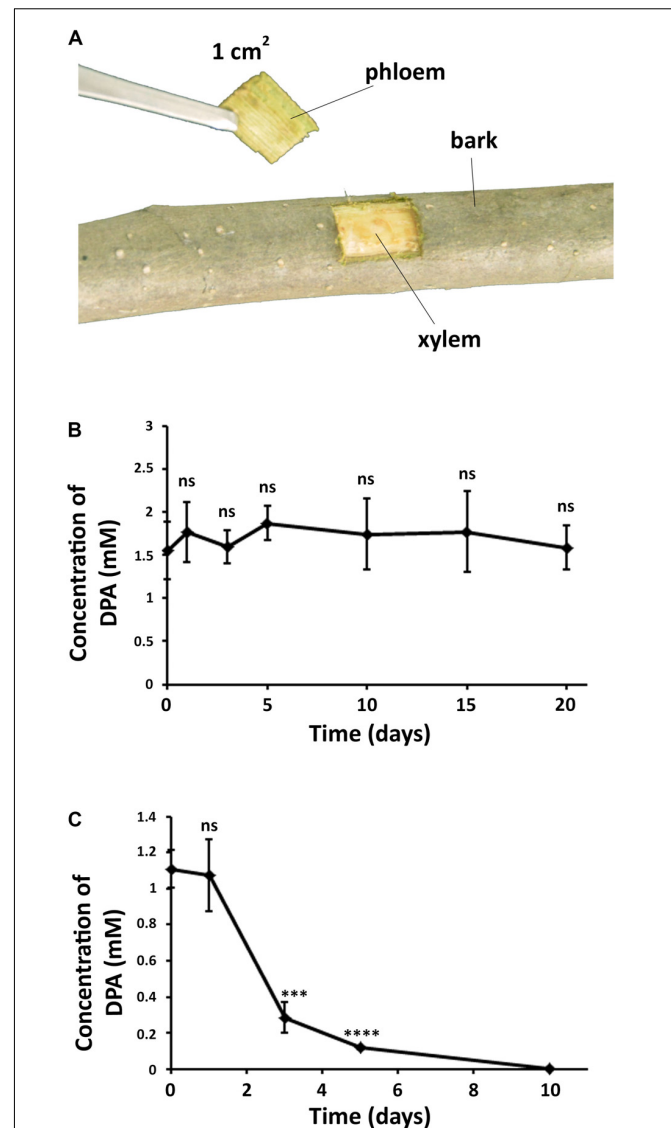 A
1 cm²
phloem
bark
xylem
B
Concentration of
DPA (mM)
3
2.5
2
1.5
1
0.5
0
ns
ns
ns
ns
ns
ns
0
5
10
15
20
Time (days)
C
Concentration of
DPA (mM)
1.4
1.2
1
0.8
0.6
0.4
0.2
0
ns
***
****
0
2
4
6
8
10
Time (days)